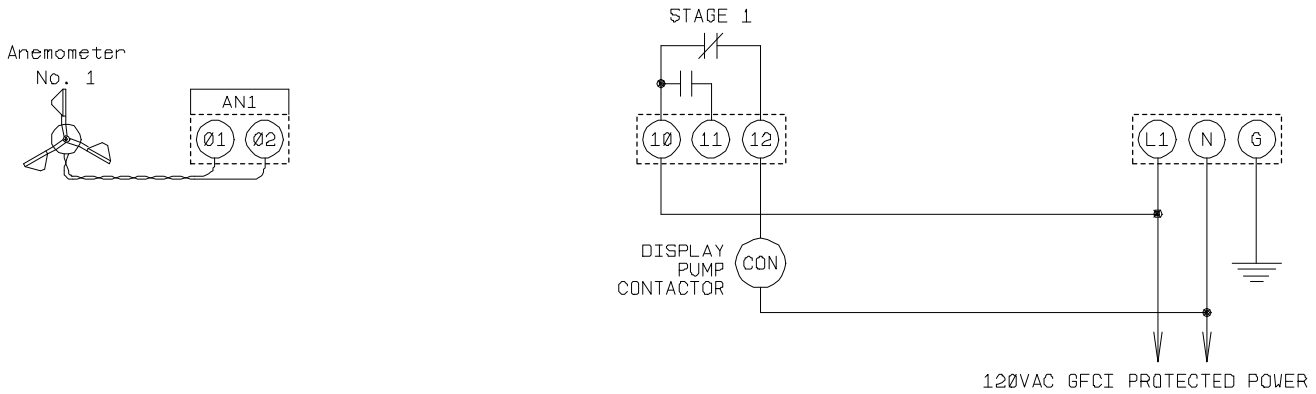 STAGE 1
Anemometer
No. 1
AN1
Ø1 Ø2
1Ø 11 12
L1 N G
DISPLAY
PUMP
CONTACTOR
CON
12ØVAC GFCI PROTECTED POWER